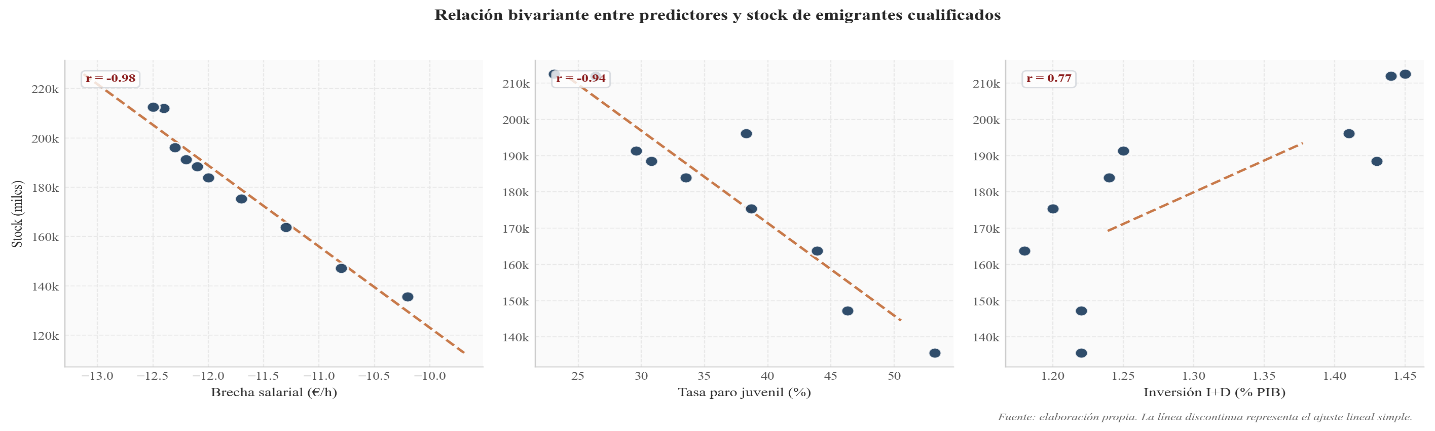 Relación bivariante entre predictores y stock de emigrantes cualificados
r = -0.98
220k
200k
180k
160k
140k
120k
Stock (miles)
−13.0 −12.5 −12.0 −11.5 −11.0 −10.5 −10.0
Brecha salarial (€/h)
r = -0.94
210k
200k
190k
180k
170k
160k
150k
140k
25 30 35 40 45 50
Tasa paro juvenil (%)
r = 0.77
210k
200k
190k
180k
170k
160k
150k
140k
1.20 1.25 1.30 1.35 1.40 1.45
Inversión I+D (% PIB)
Fuente: elaboración propia. La línea discontinua representa el ajuste lineal simple.